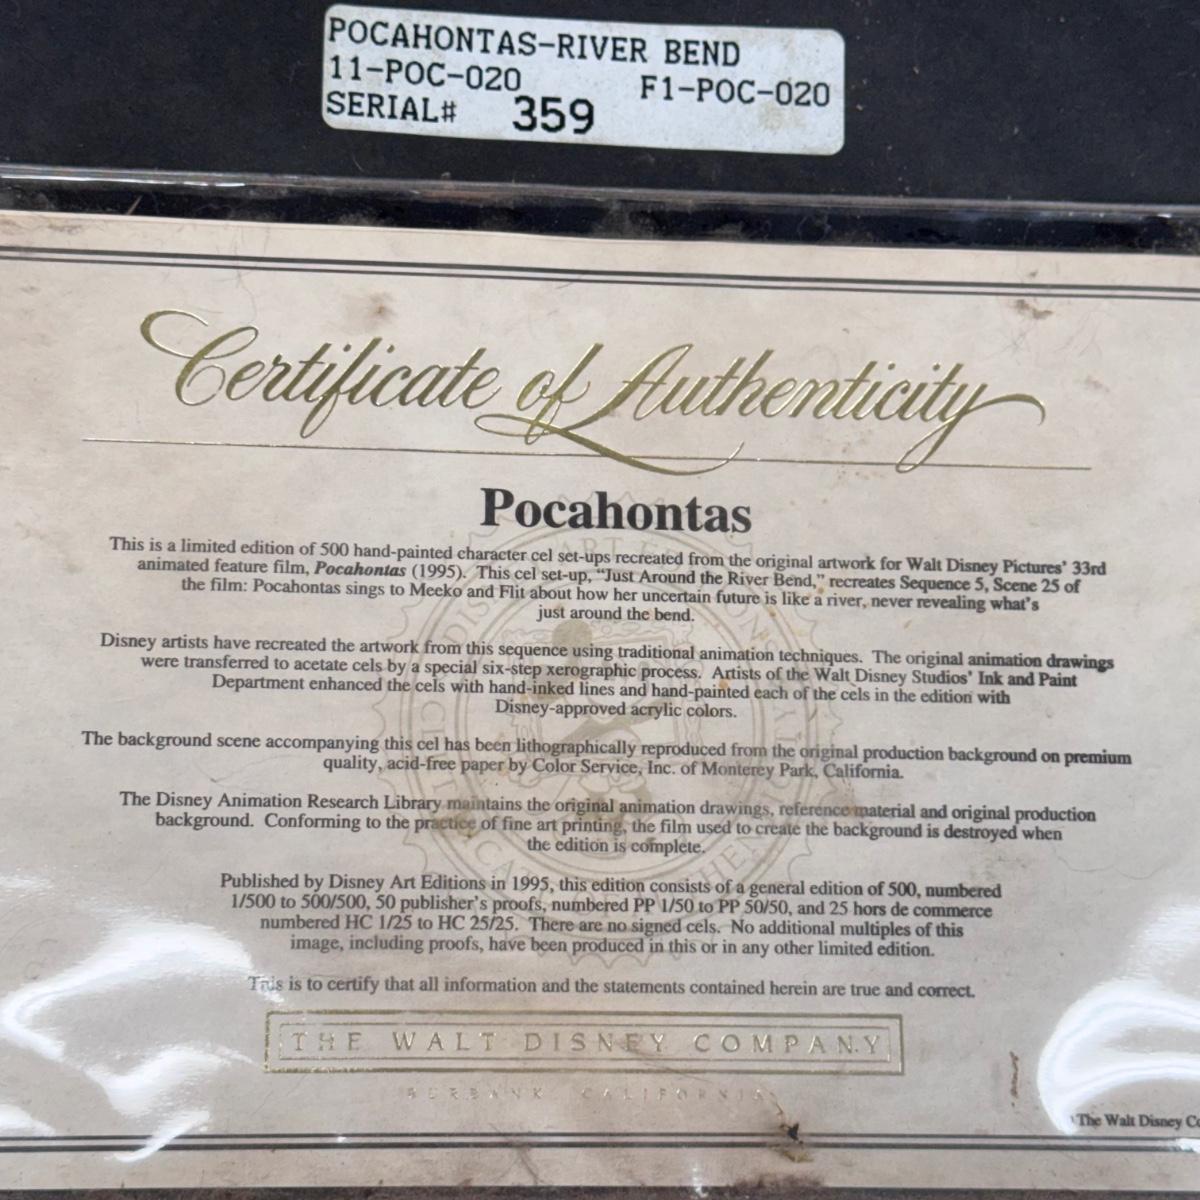 POCAHONTAS-RIVER BEND
11-POC-020 F1-POC-020
SERIAL# 359
Certificate of Authenticity
Pocahontas
This is a limited edition of 500 hand-painted character cel set-ups recreated from the original artwork for Walt Disney Pictures' 33rd
animated feature film, Pocahontas (1995). This cel set-up, "Just Around the River Bend," recreates Sequence 5, Scene 25 of
the film: Pocahontas sings to Meeko and Flit about how her uncertain future is like a river, never revealing what's
just around the bend.
Disney artists have recreated the artwork from this sequence using traditional animation techniques. The original animation drawings
were transferred to acetate cels by a special six-step xerographic process. Artists of the Walt Disney Studios' Ink and Paint
Department enhanced the cels with hand-inked lines and hand-painted each of the cels in the edition with
Disney-approved acrylic colors.
The background scene accompanying this cel has been lithographically reproduced from the original production background on premium
quality, acid-free paper by Color Service, Inc. of Monterey Park, California.
The Disney Animation Research Library maintains the original animation drawings, reference material and original production
background. Conforming to the practice of fine art printing, the film used to create the background is destroyed when
the edition is complete.
Published by Disney Art Editions in 1995, this edition consists of a general edition of 500, numbered
1/500 to 500/500, 50 publisher's proofs, numbered PP 1/50 to PP 50/50, and 25 hors de commerce
numbered HC 1/25 to HC 25/25. There are no signed cels. No additional multiples of this
image, including proofs, have been produced in this or in any other limited edition.
This is to certify that all information and the statements contained herein are true and correct.
THE WALT DISNEY COMPANY
BURBANK CALIFORNIA
The Walt Disney